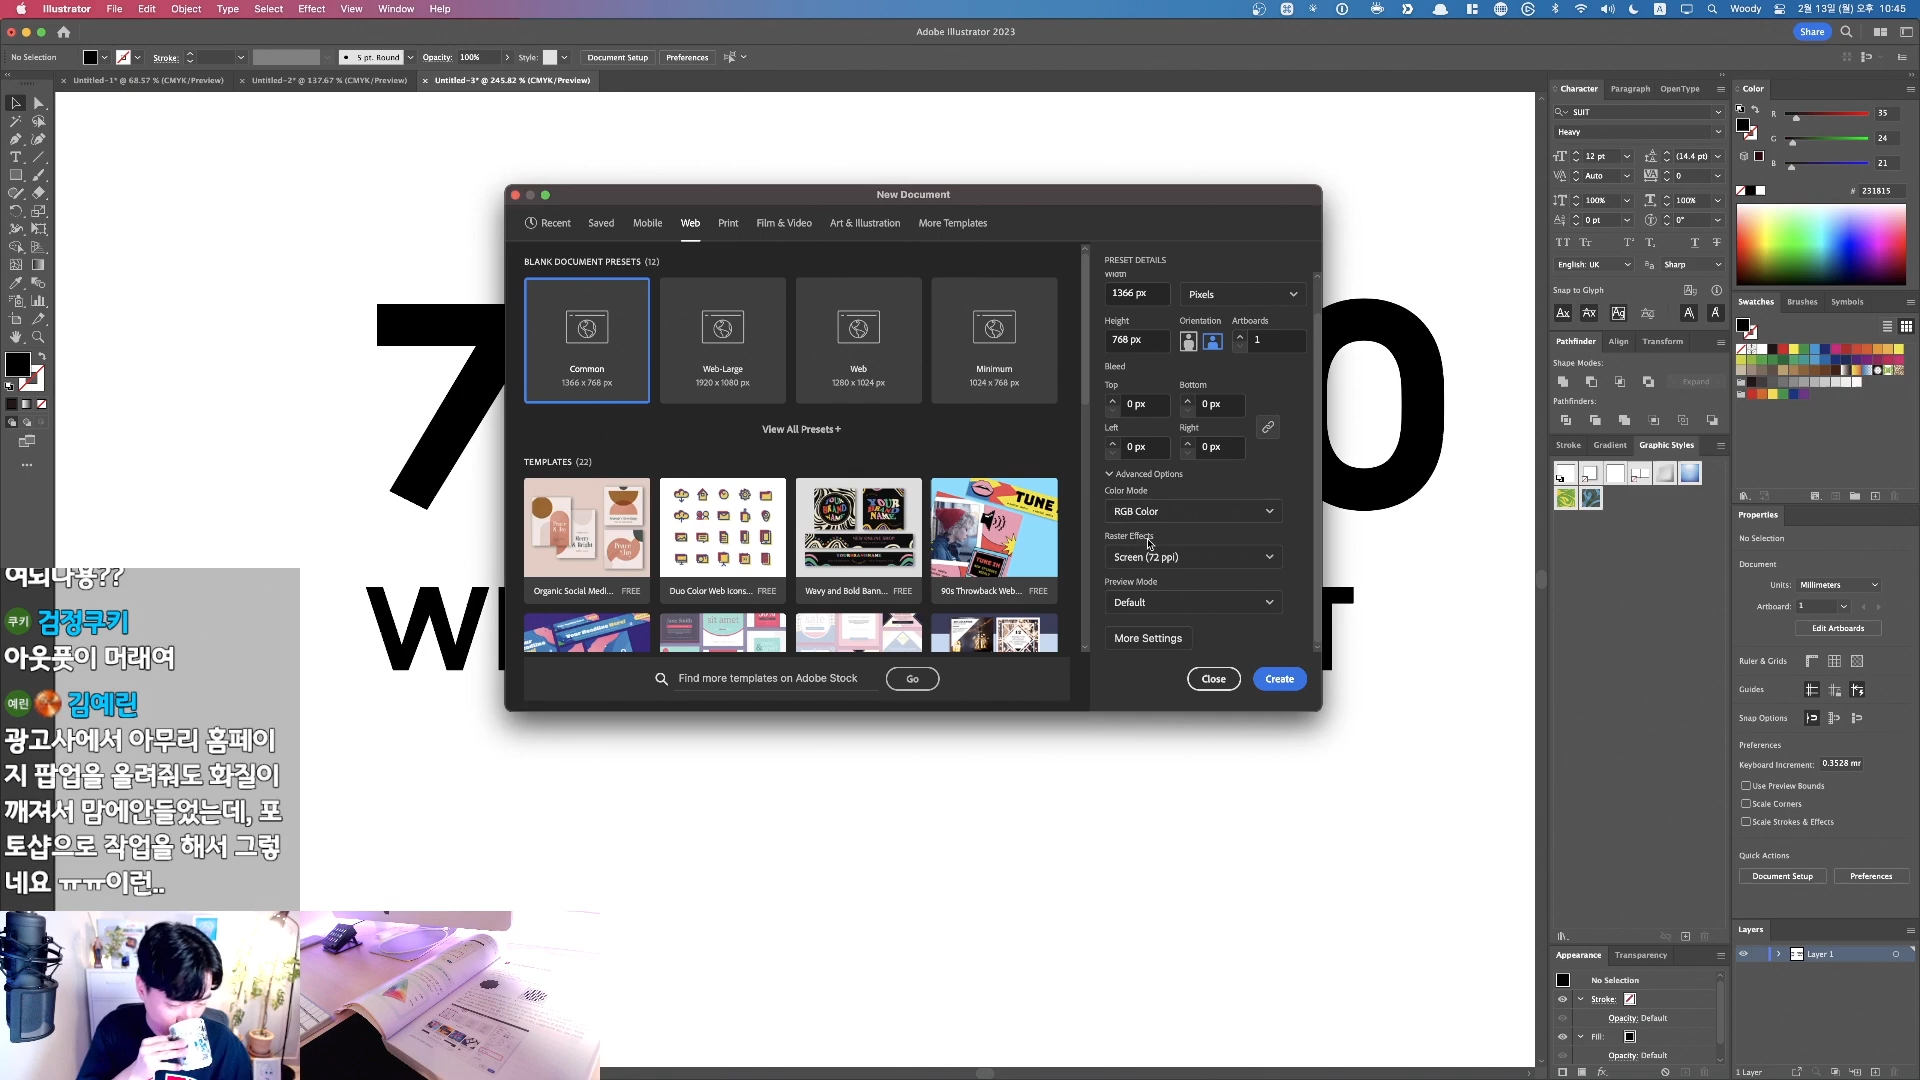 Illustrator File Edit Object Type Select Effect View Window Help
Woody
2월 13일 (월) 오후 10:45
Adobe Illustrator 2023
Share
No Selection
Stroke:
5 pt. Round
Opacity: 100%
Style:
Document Setup
Preferences
Untitled-1* @ 68.57 % (CMYK/Preview)
Untitled-2* @ 137.67 % (CMYK/Preview)
Untitled-3* @ 245.82 % (CMYK/Preview)
New Document
Recent Saved Mobile Web Print Film & Video Art & Illustration More Templates
BLANK DOCUMENT PRESETS (12)
Common
1366 x 768 px
Web-Large
1920 x 1080 px
Web
1280 x 1024 px
Minimum
1024 x 768 px
View All Presets+
TEMPLATES (22)
Organic Social Medi... FREE
Duo Color Web Icons... FREE
Wavy and Bold Bann... FREE
90s Throwback Web... FREE
Find more templates on Adobe Stock
Go
PRESET DETAILS
Width
1366 px
Pixels
Height
Orientation
Artboards
768 px
1
Bleed
Top
Bottom
0 px
0 px
Left
Right
0 px
0 px
Advanced Options
Color Mode
RGB Color
Raster Effects
Screen (72 ppi)
Preview Mode
Default
More Settings
Close
Create
7
0
W
여되나용??
쿠키 검정쿠키
아웃풋이 머래여
예린 김예린
광고사에서 아무리 홈페이
지 팝업을 올려줘도 화질이
깨져서 맘에안들었는데, 포
토샵으로 작업을 해서 그렇
네요 ㅠㅠ이런..
Character Paragraph OpenType
SUIT
Heavy
12 pt
(14.4 pt)
Auto
0
100%
100%
0 pt
0°
English: UK
Sharp
Snap to Glyph
Pathfinder Align Transform
Shape Modes:
Expand
Pathfinders:
Stroke Gradient Graphic Styles
Appearance Transparency
No Selection
Stroke:
Opacity: Default
Fill:
Opacity: Default
Color
R 35
G 24
B 21
# 231815
Swatches Brushes Symbols
Properties
No Selection
Document
Units: Millimeters
Artboard: 1
Edit Artboards
Ruler & Grids
Guides
Snap Options
Preferences
Keyboard Increment: 0.3528 mr
Use Preview Bounds
Scale Corners
Scale Strokes & Effects
Quick Actions
Document Setup
Preferences
Layers
Layer 1
1 Layer